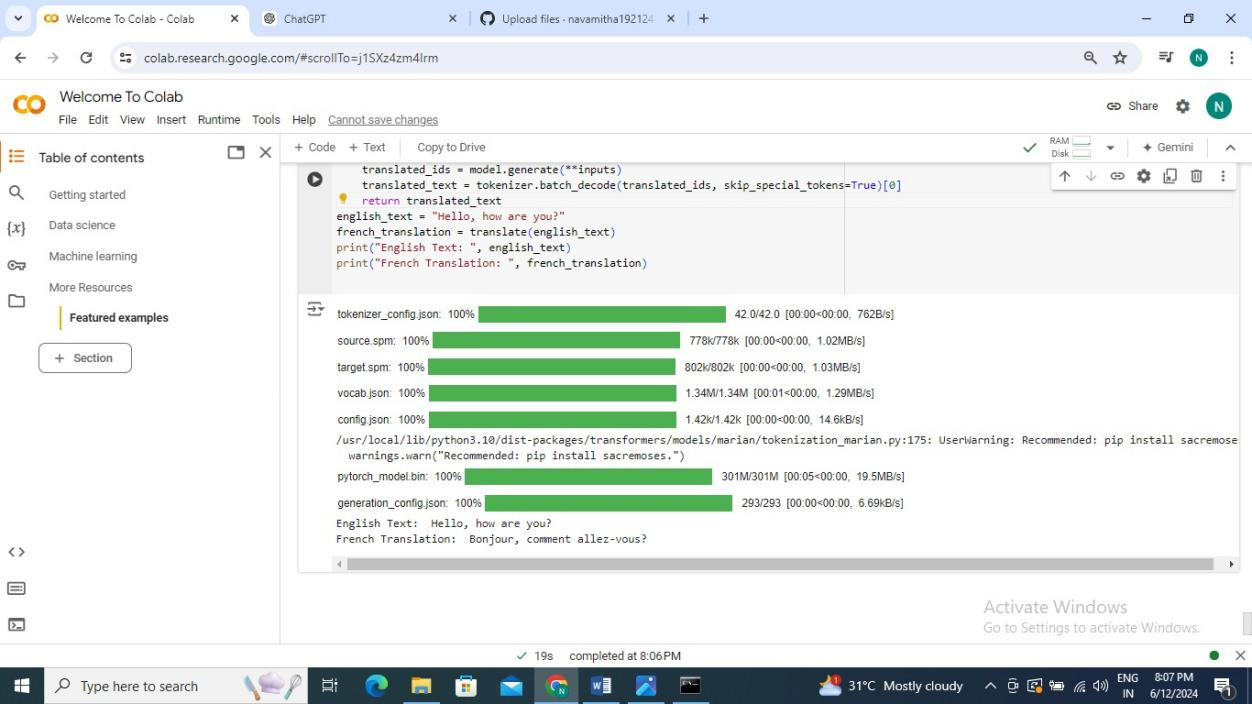 Welcome To Colab - Colab
ChatGPT
Upload files · navamitha192124
colab.research.google.com/#scrollTo=j1SXz4zm4Irm
N
Welcome To Colab
File Edit View Insert Runtime Tools Help Cannot save changes
Share
N
Table of contents
+ Code + Text Copy to Drive
RAM
Disk
Gemini
Getting started
Data science
Machine learning
More Resources
Featured examples
+ Section
translated_ids = model.generate(**inputs)
translated_text = tokenizer.batch_decode(translated_ids, skip_special_tokens=True)[0]
return translated_text
english_text = "Hello, how are you?"
french_translation = translate(english_text)
print("English Text: ", english_text)
print("French Translation: ", french_translation)
tokenizer_config.json: 100% 42.0/42.0 [00:00<00:00, 762B/s]
source.spm: 100% 778k/778k [00:00<00:00, 1.02MB/s]
target.spm: 100% 802k/802k [00:00<00:00, 1.03MB/s]
vocab.json: 100% 1.34M/1.34M [00:01<00:00, 1.29MB/s]
config.json: 100% 1.42k/1.42k [00:00<00:00, 14.6kB/s]
/usr/local/lib/python3.10/dist-packages/transformers/models/marian/tokenization_marian.py:175: UserWarning: Recommended: pip install sacremose
warnings.warn("Recommended: pip install sacremoses.")
pytorch_model.bin: 100% 301M/301M [00:05<00:00, 19.5MB/s]
generation_config.json: 100% 293/293 [00:00<00:00, 6.69kB/s]
English Text:  Hello, how are you?
French Translation:  Bonjour, comment allez-vous?
Activate Windows
Go to Settings to activate Windows.
19s completed at 8:06 PM
Type here to search
31°C Mostly cloudy
ENG
IN
8:07 PM
6/12/2024
1